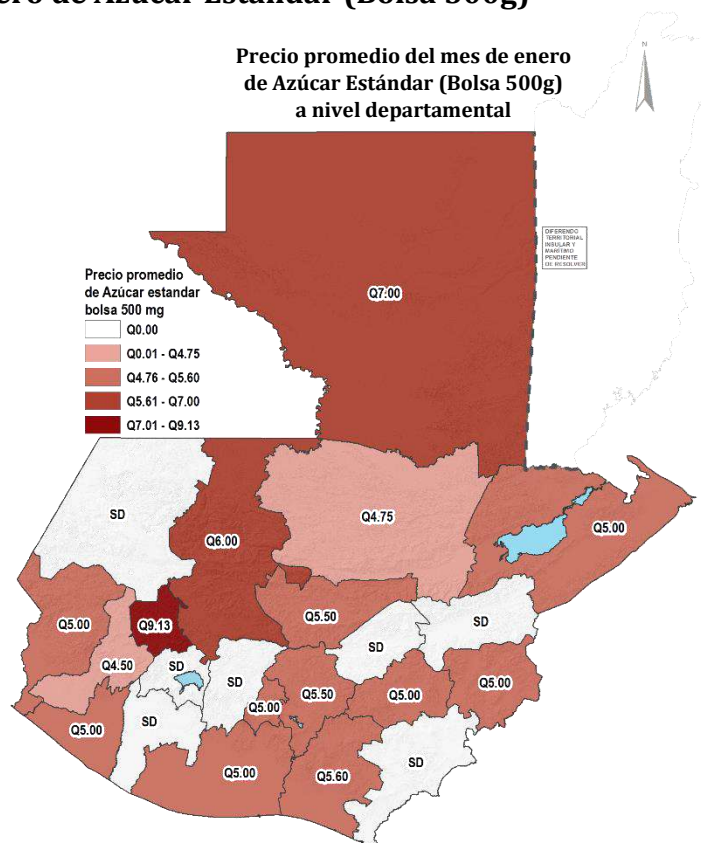 ero de Azúcar Estándar (Bolsa 500g)
Precio promedio del mes de enero
de Azúcar Estándar (Bolsa 500g)
a nivel departamental
N
DIFERENDO
TERRITORIAL
INSULAR Y
MARÍTIMO
PENDIENTE
DE RESOLVER
Q7.00
Precio promedio
de Azúcar estandar
bolsa 500 mg
Q0.00
Q0.01 - Q4.75
Q4.76 - Q5.60
Q5.61 - Q7.00
Q7.01 - Q9.13
SD
Q6.00
Q4.75
Q5.00
Q5.50
SD
SD
Q5.00
Q9.13
Q4.50
SD
SD
Q5.00
Q5.50
Q5.00
Q5.00
Q5.00
SD
Q5.00
Q5.60
SD